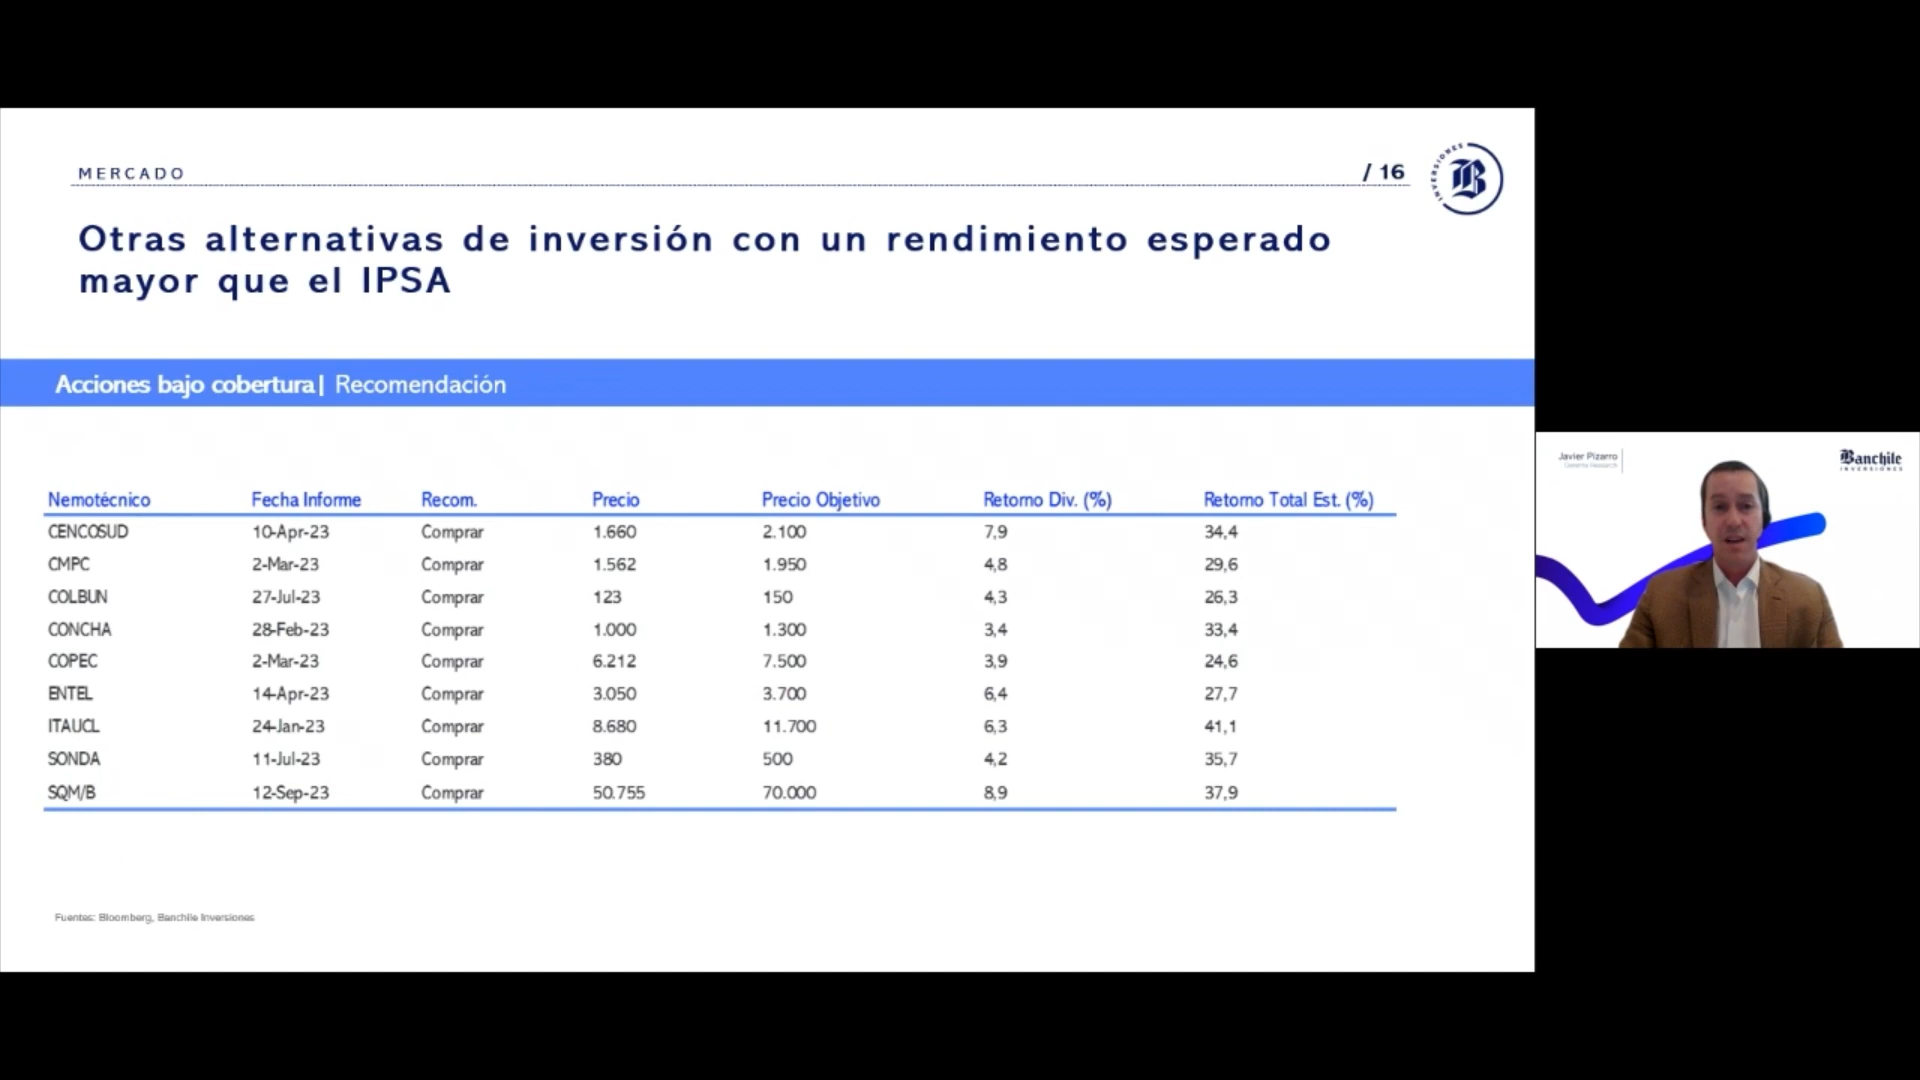 MERCADO
/ 16
INVERSIONES
B
Otras alternativas de inversión con un rendimiento esperado
mayor que el IPSA
Acciones bajo cobertura| Recomendación
Nemotécnico Fecha Informe Recom. Precio Precio Objetivo Retorno Div. (%) Retorno Total Est. (%)
CENCOSUD 10-Apr-23 Comprar 1.660 2.100 7,9 34,4
CMPC 2-Mar-23 Comprar 1.562 1.950 4,8 29,6
COLBUN 27-Jul-23 Comprar 123 150 4,3 26,3
CONCHA 28-Feb-23 Comprar 1.000 1.300 3,4 33,4
COPEC 2-Mar-23 Comprar 6.212 7.500 3,9 24,6
ENTEL 14-Apr-23 Comprar 3.050 3.700 6,4 27,7
ITAUCL 24-Jan-23 Comprar 8.680 11.700 6,3 41,1
SONDA 11-Jul-23 Comprar 380 500 4,2 35,7
SQM/B 12-Sep-23 Comprar 50.755 70.000 8,9 37,9
Fuentes: Bloomberg, Banchile Inversiones
Javier Pizarro
Gerente Research
Banchile
INVERSIONES